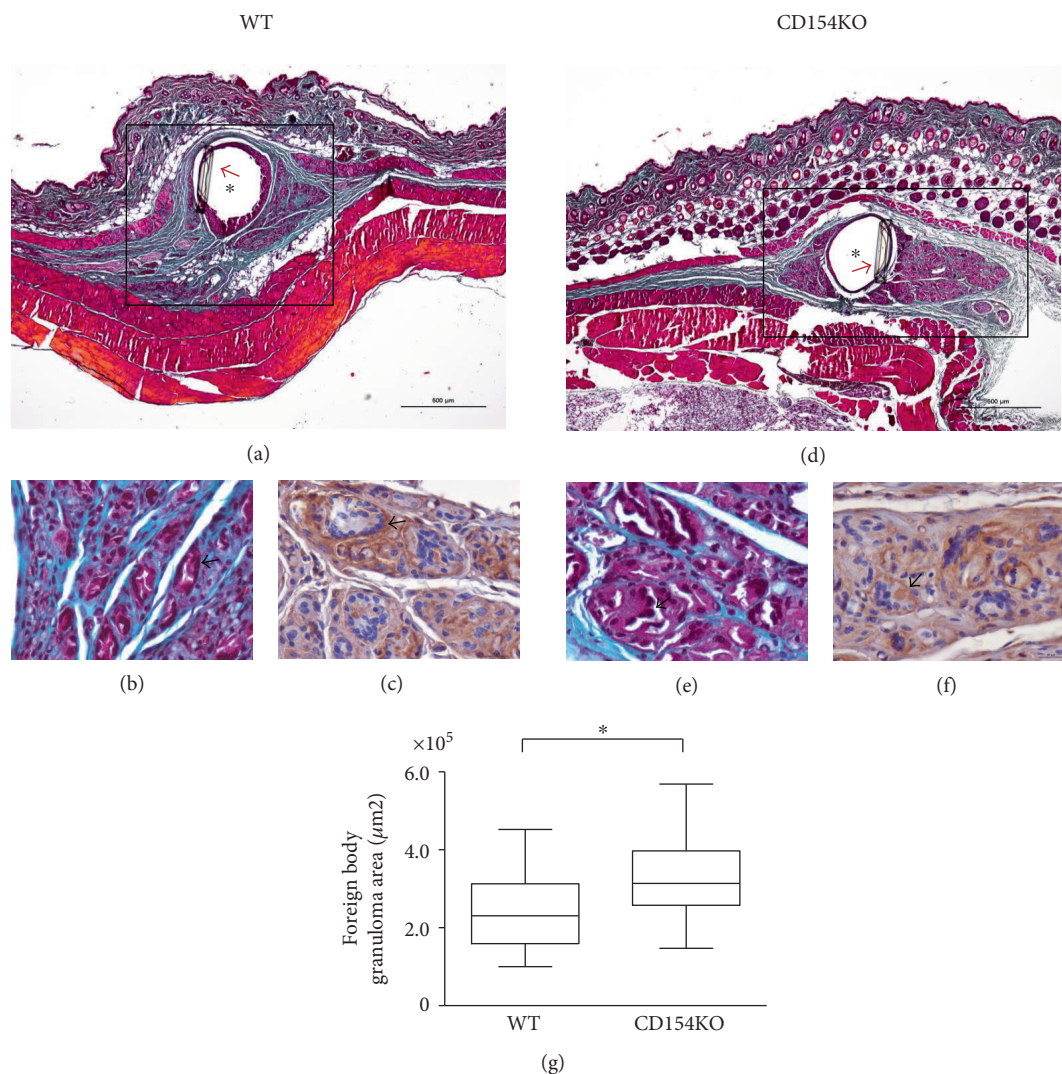 WT
CD154KO
*
500 µm
*
500 µm
(a)
(d)
(b)
(c)
(e)
(f)
×10⁵
*
6.0
4.0
2.0
0
Foreign body
granuloma area (µm2)
WT
CD154KO
(g)